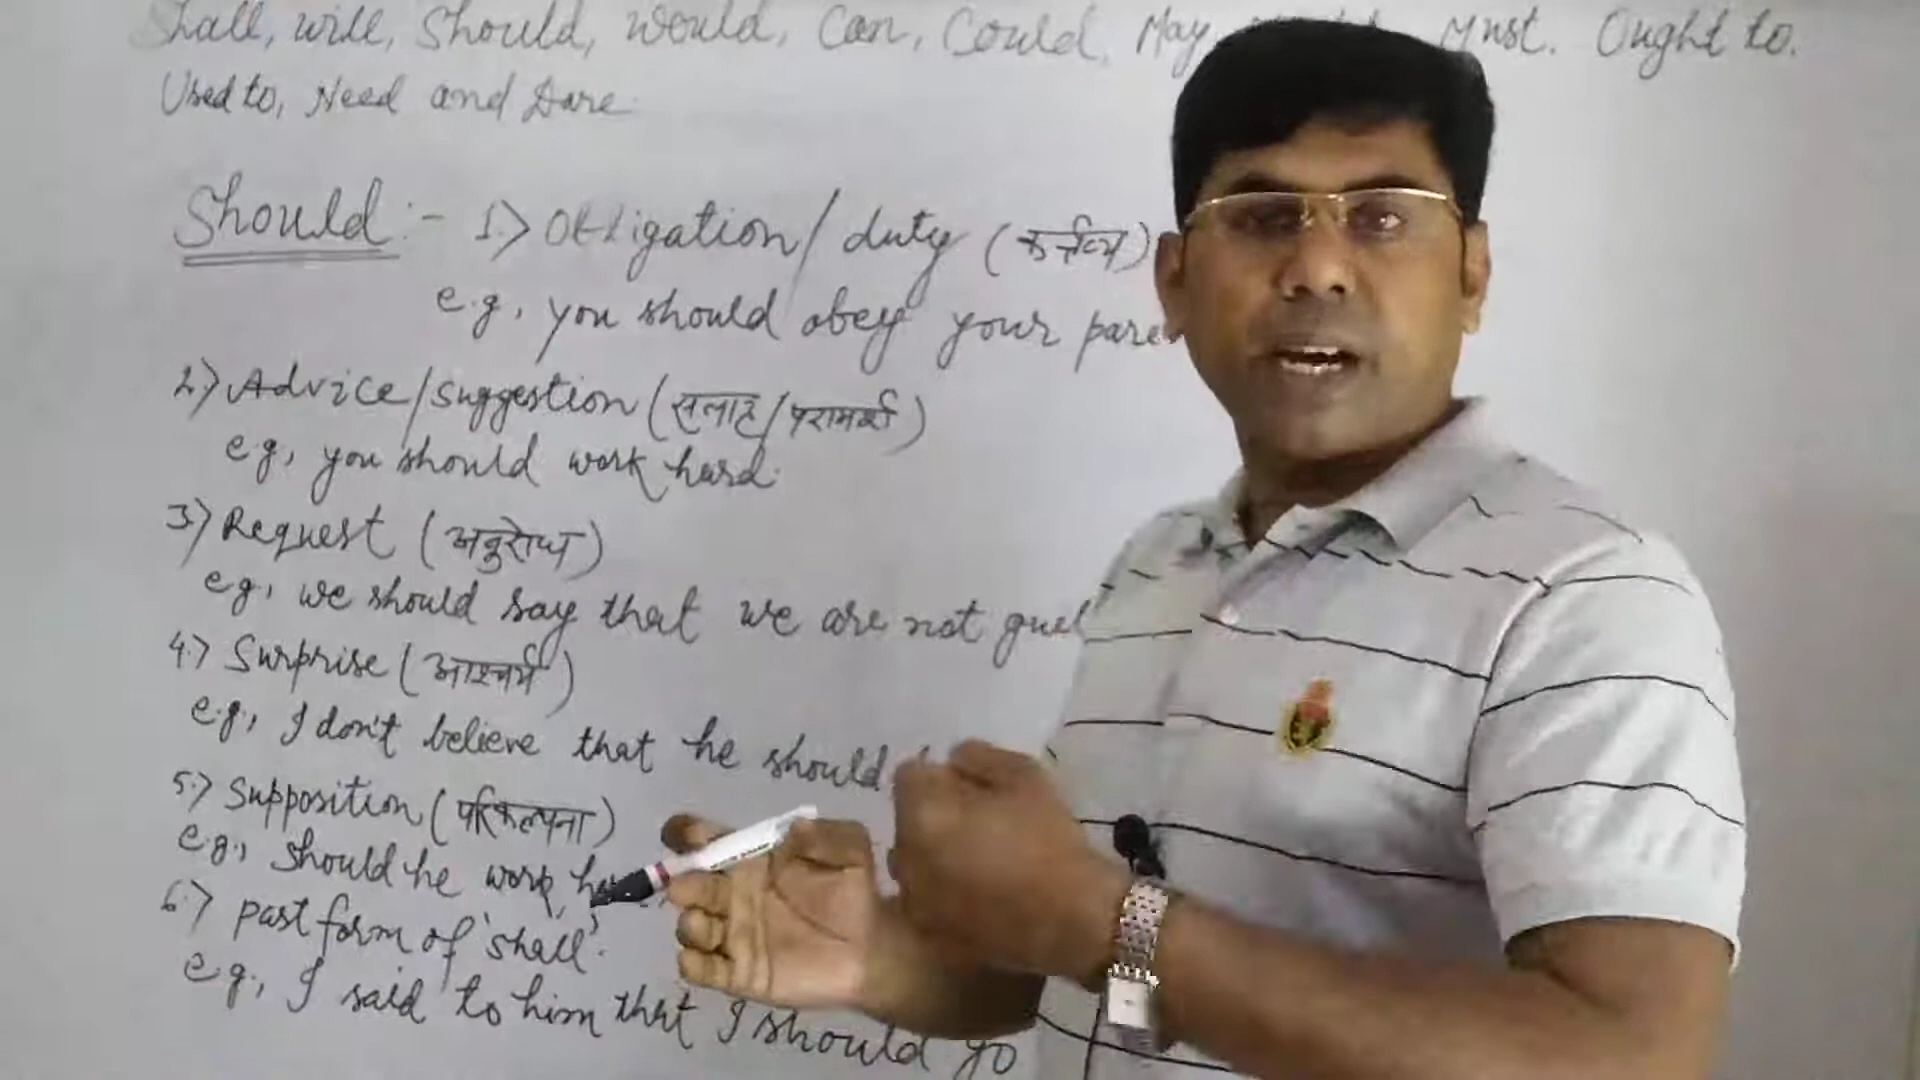 Shall, will, Should, would, Can, Could, May Must. Ought to.
Used to, Need and Dare.
Should :- 1.> Obligation/duty (कर्तव्य)
e.g, you should obey your
2.> Advice/suggestion (सलाह/परामर्श)
e.g, you should work hard.
3.> Request (अनुरोध)
e.g, we should say that we are not
4.> Surprise (आश्चर्य)
e.g, I don't believe that he should
5.> Supposition (परिकल्पना)
e.g, should he work
6.> past form of 'shall'.
e.g, I said to him that I should go